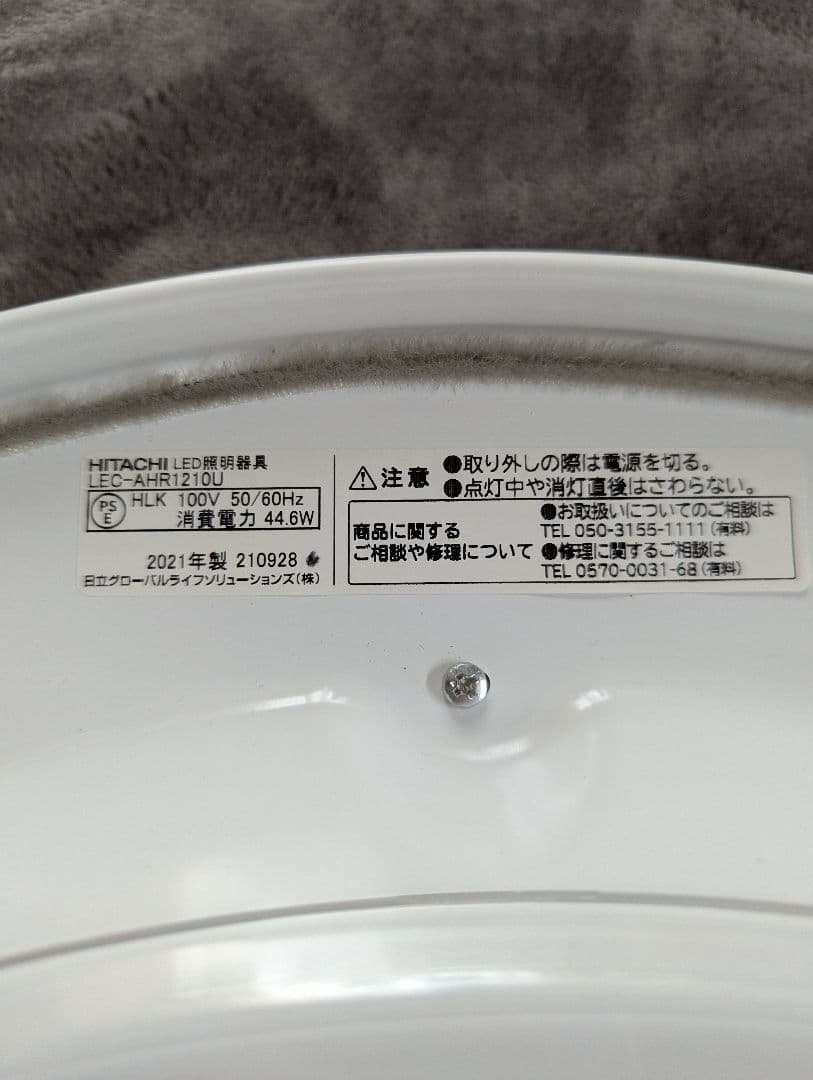 HITACHI LED照明器具
LEC-AHR1210U
PS E HLK 100V 50/60Hz
消費電力 44.6W
2021年製 210928
日立グローバルライフソリューションズ(株)
⚠注意 ●取り外しの際は電源を切る。
●点灯中や消灯直後はさわらない。
商品に関する
ご相談や修理について
●お取扱いについてのご相談は
TEL 050-3155-1111(有料)
●修理に関するご相談は
TEL 0570-0031-68(有料)